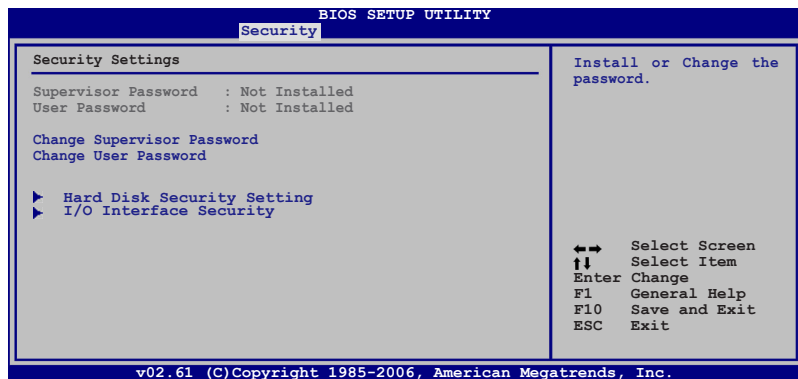 BIOS SETUP UTILITY
Security
Security Settings
Supervisor Password : Not Installed
User Password : Not Installed
Change Supervisor Password
Change User Password
Hard Disk Security Setting
I/O Interface Security
Install or Change the
password.
Select Screen
Select Item
Enter Change
F1 General Help
F10 Save and Exit
ESC Exit
v02.61 (C)Copyright 1985-2006, American Megatrends, Inc.